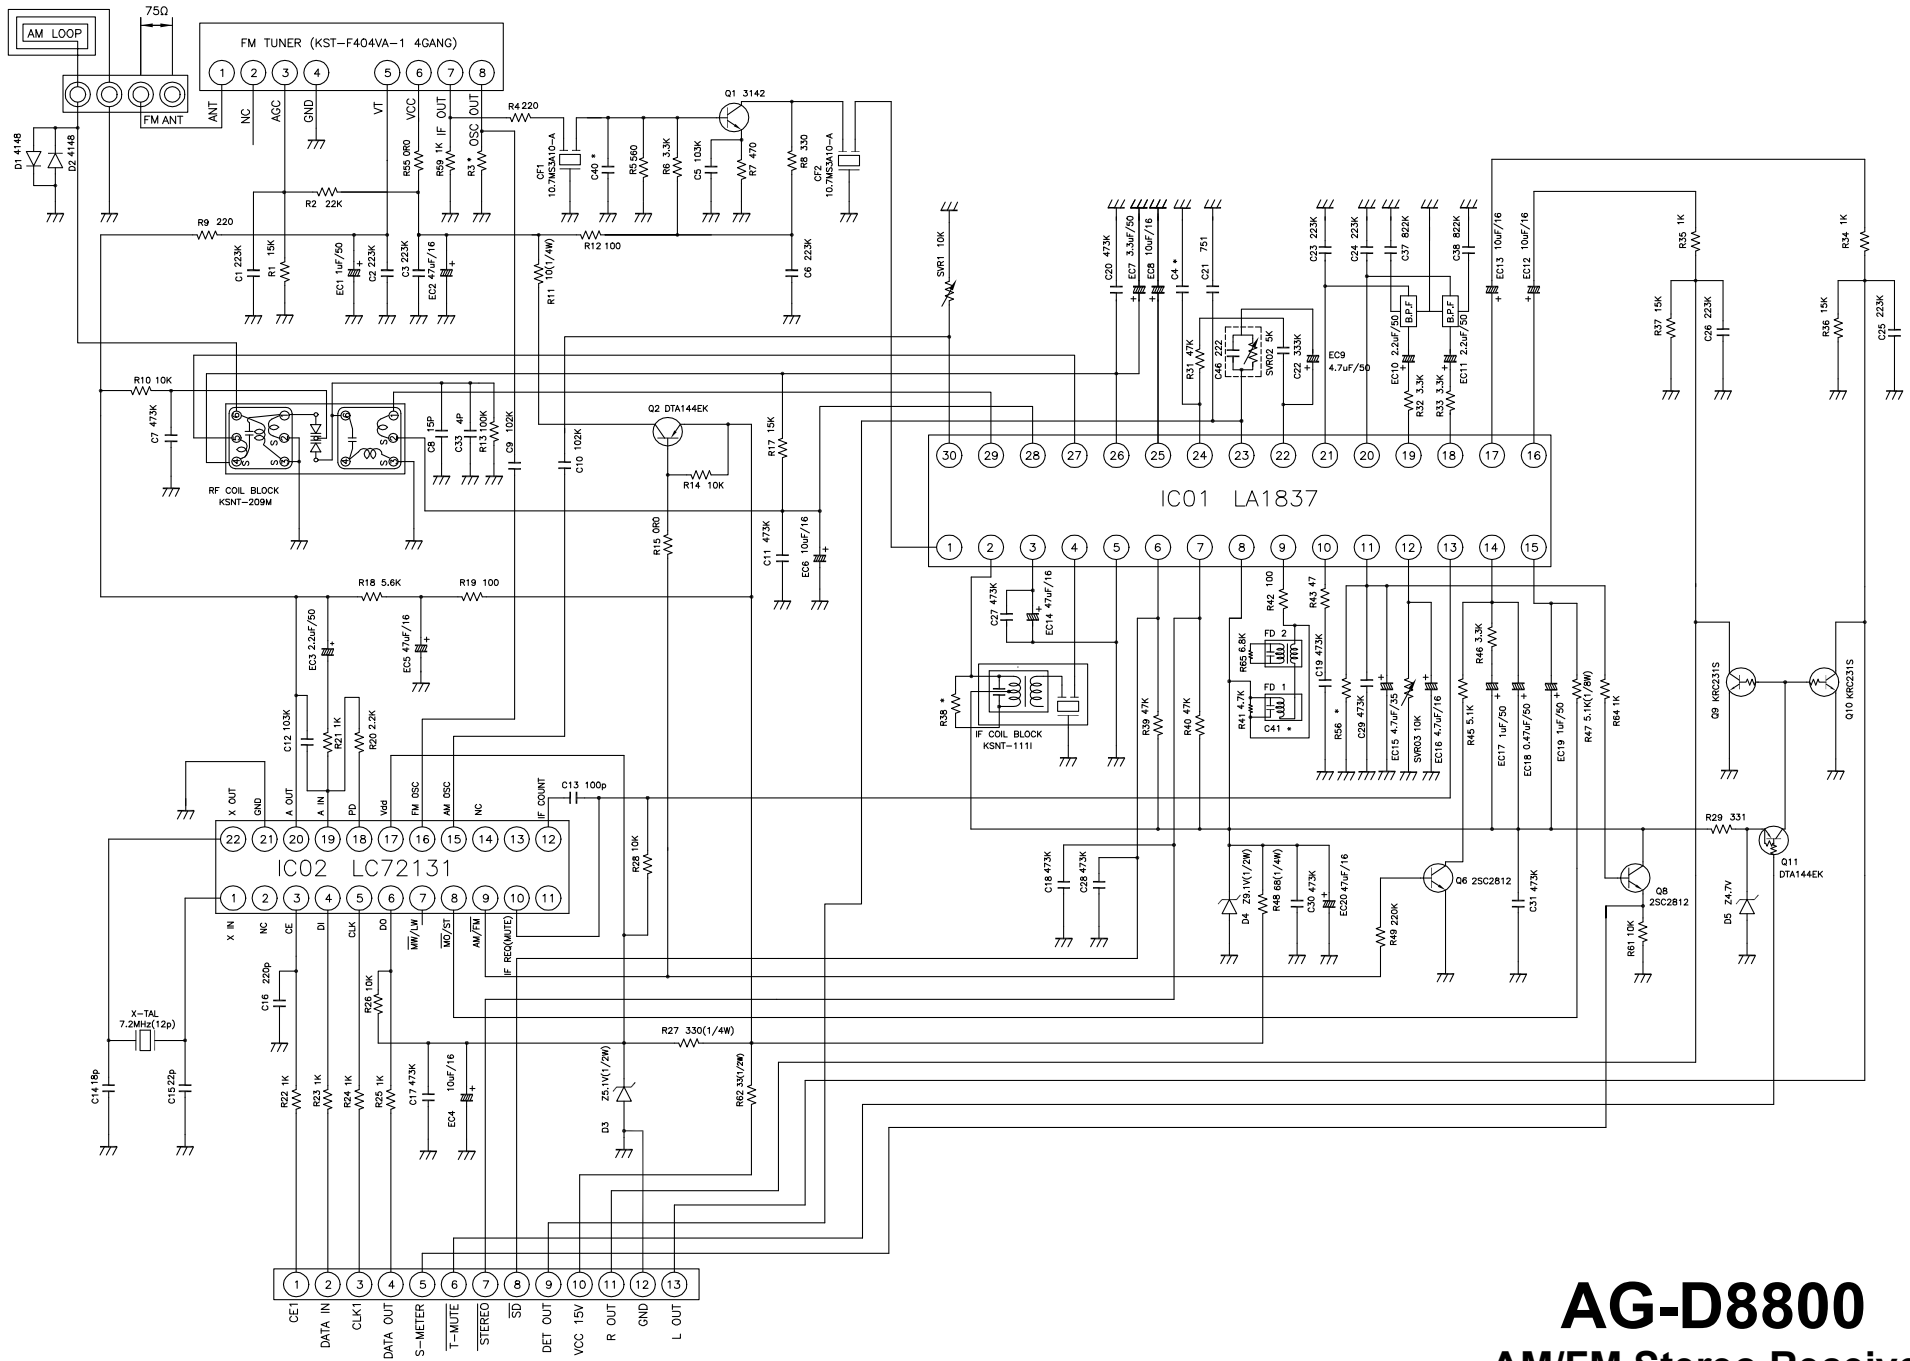 AM LOOP
75Ω
FM ANT
FM TUNER (KST-F404VA-1 4GANG)
1 2 3 4 5 6 7 8
ANT
NC
AGC
GND
VT
VCC
IF OUT
OSC OUT
D1 4148
D2 4148
R4 220
Q1 3142
R55 0R0
R59 1K
R3 *
CF1
10.7MS3A10-A
C40 *
R5 560
R6 3.3K
C5 103K
R7 470
R8 330
CF2
10.7MS3A10-A
R2 22K
R9 220
R12 100
C1 223K
R1 15K
EC1 1uF/50
C2 223K
C3 223K
EC2 47uF/16
R11 10(1/4W)
C6 223K
SVR1 10K
C20 473K
EC7 3.3uF/50
EC8 10uF/16
C4 *
C21 751
C23 223K
C24 223K
C37 822K
C38 822K
EC13 10uF/16
EC12 10uF/16
R35 1K
R34 1K
B.P.F
B.P.F
R37 15K
C26 223K
R36 15K
C25 223K
R31 47K
C46 222
SVR02 5K
C22 333K
EC9
4.7uF/50
EC10 2.2uF/50
EC11 2.2uF/50
R32 3.3K
R33 3.3K
R10 10K
C7 473K
RF COIL BLOCK
KSNT-209M
C8 15P
C33 4P
R13 100K
C9 102K
C10 102K
Q2 DTA144EK
R14 10K
R15 0R0
R17 15K
C11 473K
EC6 10uF/16
30 29 28 27 26 25 24 23 22 21 20 19 18 17 16
IC01 LA1837
1 2 3 4 5 6 7 8 9 10 11 12 13 14 15
R18 5.6K
R19 100
EC3 2.2uF/50
EC5 47uF/16
C12 103K
R21 1K
R20 2.2K
C27 473K
EC14 47uF/16
R38 *
IF COIL BLOCK
KSNT-111I
R39 47K
R40 47K
R42 100
R43 47
FD 2
R65 6.8K
FD 1
R41 4.7K
C41 *
C19 473K
R56 *
C29 473K
EC15 4.7uF/35
SVR03 10K
EC16 4.7uF/16
R45 5.1K
R46 3.3K
EC17 1uF/50
EC18 0.47uF/50
EC19 1uF/50
R47 5.1K(1/8W)
R64 1K
Q9 KRC231S
Q10 KRC231S
X OUT
GND
A OUT
A IN
PD
Vdd
FM OSC
AM OSC
NC
IF COUNT
C13 100p
R28 10K
22 21 20 19 18 17 16 15 14 13 12
IC02 LC72131
1 2 3 4 5 6 7 8 9 10 11
X IN
NC
CE
DI
CLK
DO
MW/LW
MO/ST
AM/FM
IF REQ(MUTE)
C18 473K
C28 473K
D4 Z9.1V(1/2W)
R48 68(1/4W)
C30 473K
EC20 47uF/16
R49 220K
Q6 2SC2812
C31 473K
Q8
2SC2812
R61 10K
R29 331
Q11
DTA144EK
D5 Z4.7V
X-TAL
7.2MHz(12p)
C14 18p
C15 22p
C16 220p
R26 10K
R27 330(1/4W)
R22 1K
R23 1K
R24 1K
R25 1K
C17 473K
EC4 10uF/16
D3 Z5.1V(1/2W)
R62 33(1/2W)
1 2 3 4 5 6 7 8 9 10 11 12 13
CE1
DATA IN
CLK1
DATA OUT
S-METER
T-MUTE
STEREO
SD
DET OUT
VCC 15V
R OUT
GND
L OUT
AG-D8800
AM/FM Stereo Receive